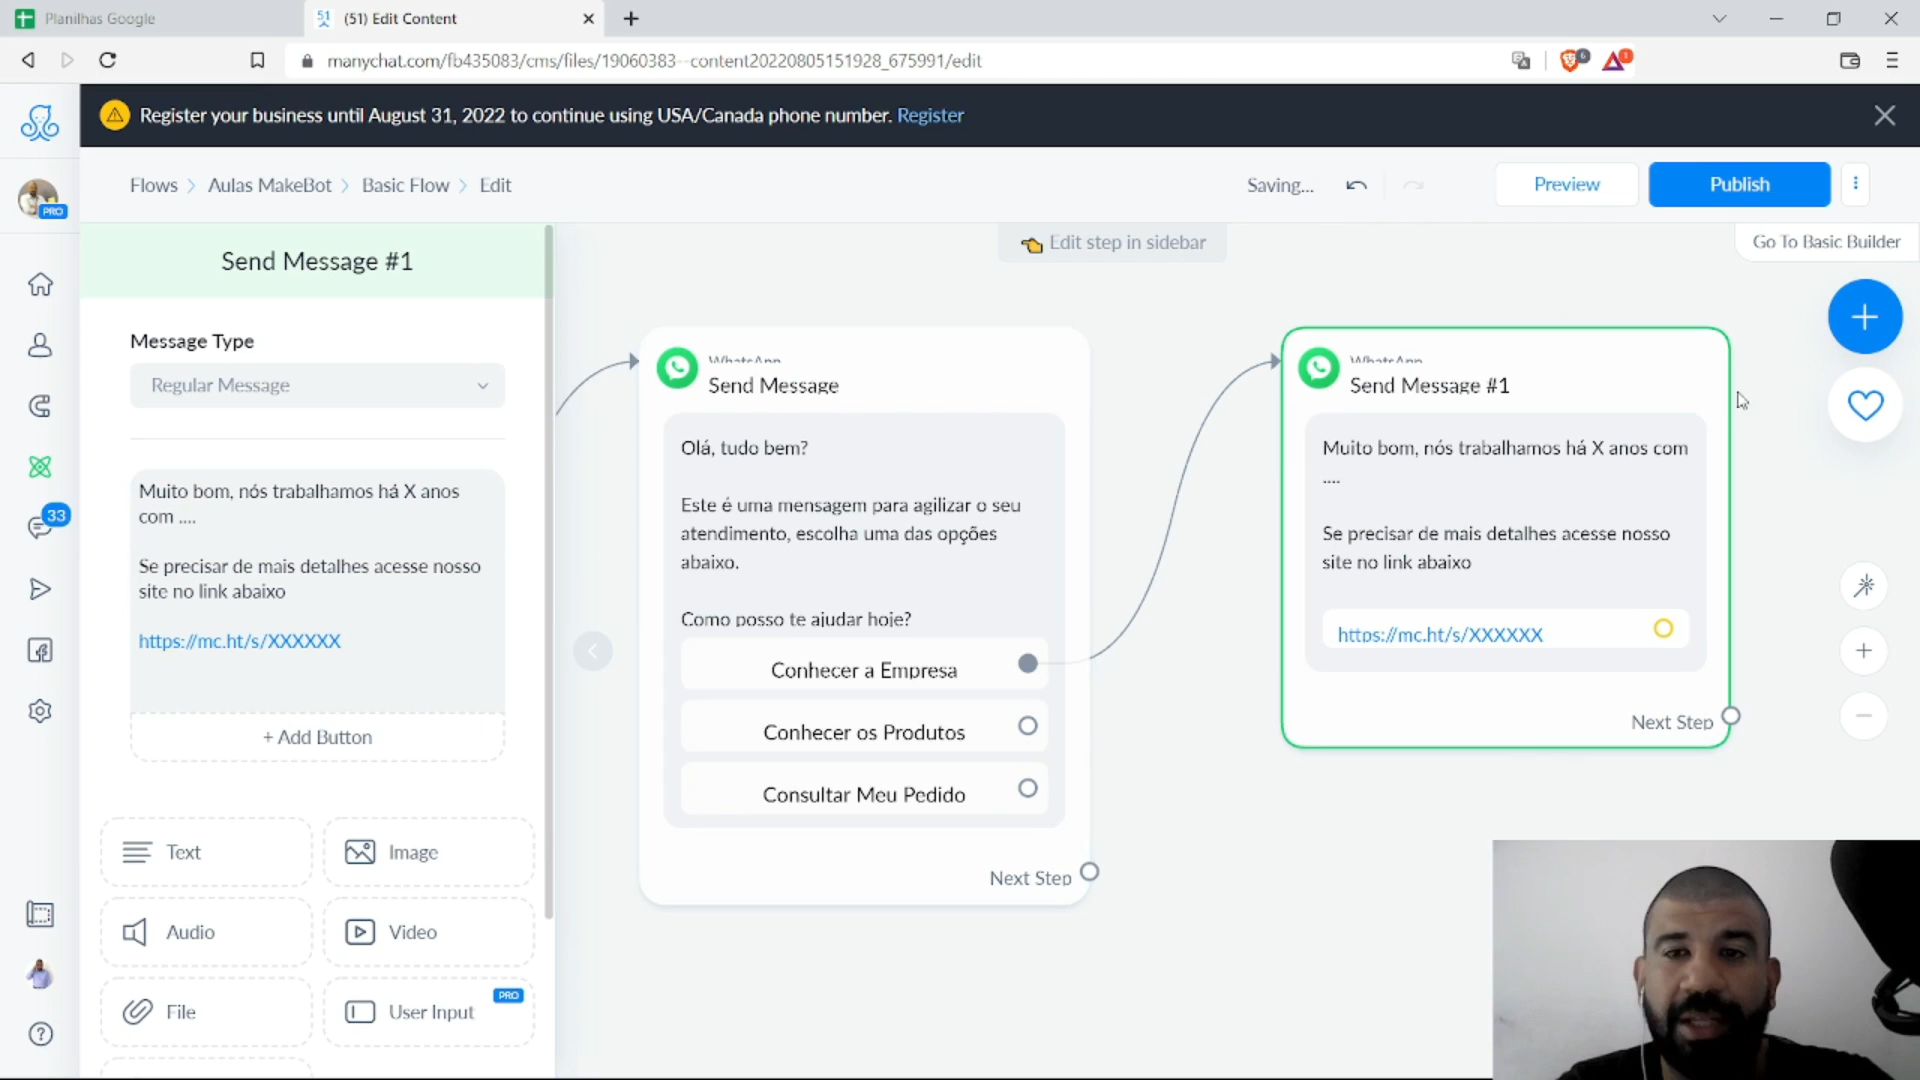 Planilhas Google
51
(51) Edit Content
manychat.com/fb435083/cms/files/19060383--content20220805151928_675991/edit
6
1
Register your business until August 31, 2022 to continue using USA/Canada phone number. Register
PRO
Flows > Aulas MakeBot > Basic Flow > Edit
Saving...
Preview
Publish
Send Message #1
Edit step in sidebar
Go To Basic Builder
Message Type
Regular Message
Muito bom, nós trabalhamos há X anos
com ....
Se precisar de mais detalhes acesse nosso
site no link abaixo
https://mc.ht/s/XXXXXX
+ Add Button
33
Text
Image
Audio
Video
File
User Input
PRO
WhatsApp
Send Message
Olá, tudo bem?
Este é uma mensagem para agilizar o seu
atendimento, escolha uma das opções
abaixo.
Como posso te ajudar hoje?
Conhecer a Empresa
Conhecer os Produtos
Consultar Meu Pedido
Next Step
WhatsApp
Send Message #1
Muito bom, nós trabalhamos há X anos com
....
Se precisar de mais detalhes acesse nosso
site no link abaixo
https://mc.ht/s/XXXXXX
Next Step